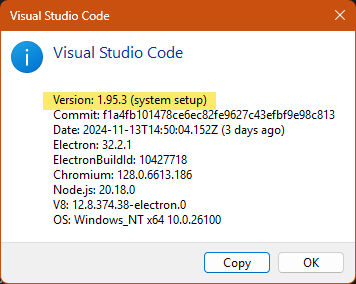 Visual Studio Code
Visual Studio Code
Version: 1.95.3 (system setup)
Commit: f1a4fb101478ce6ec82fe9627c43efbf9e98c813
Date: 2024-11-13T14:50:04.152Z (3 days ago)
Electron: 32.2.1
ElectronBuildId: 10427718
Chromium: 128.0.6613.186
Node.js: 20.18.0
V8: 12.8.374.38-electron.0
OS: Windows_NT x64 10.0.26100
Copy OK